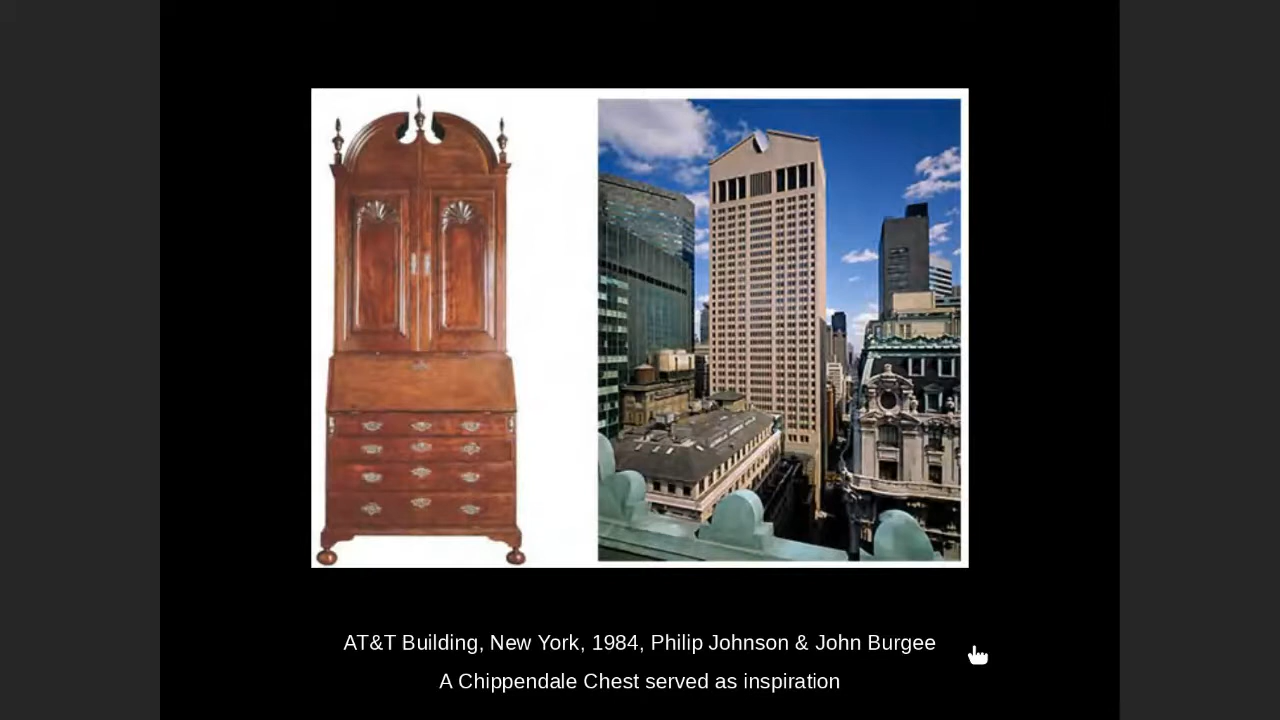 AT&T Building, New York, 1984, Philip Johnson & John Burgee
A Chippendale Chest served as inspiration